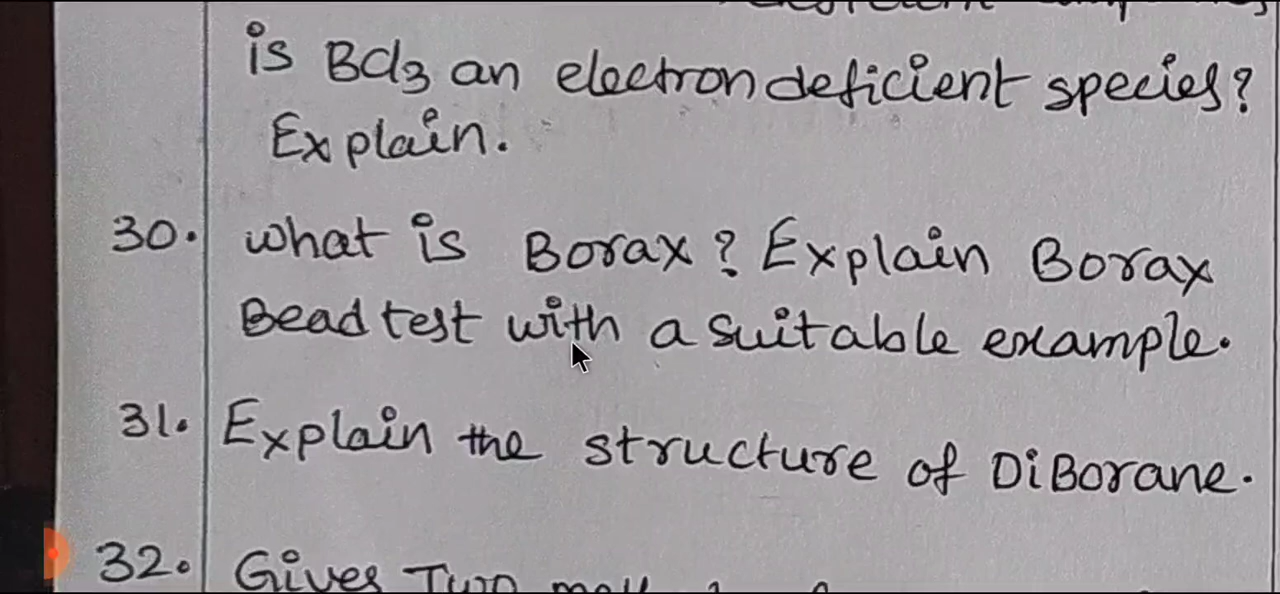 is BCl3 an electron deficient species?
Explain.
30. what is Borax? Explain Borax
Bead test with a suitable example.
31. Explain the structure of DiBorane.
32. Gives Two